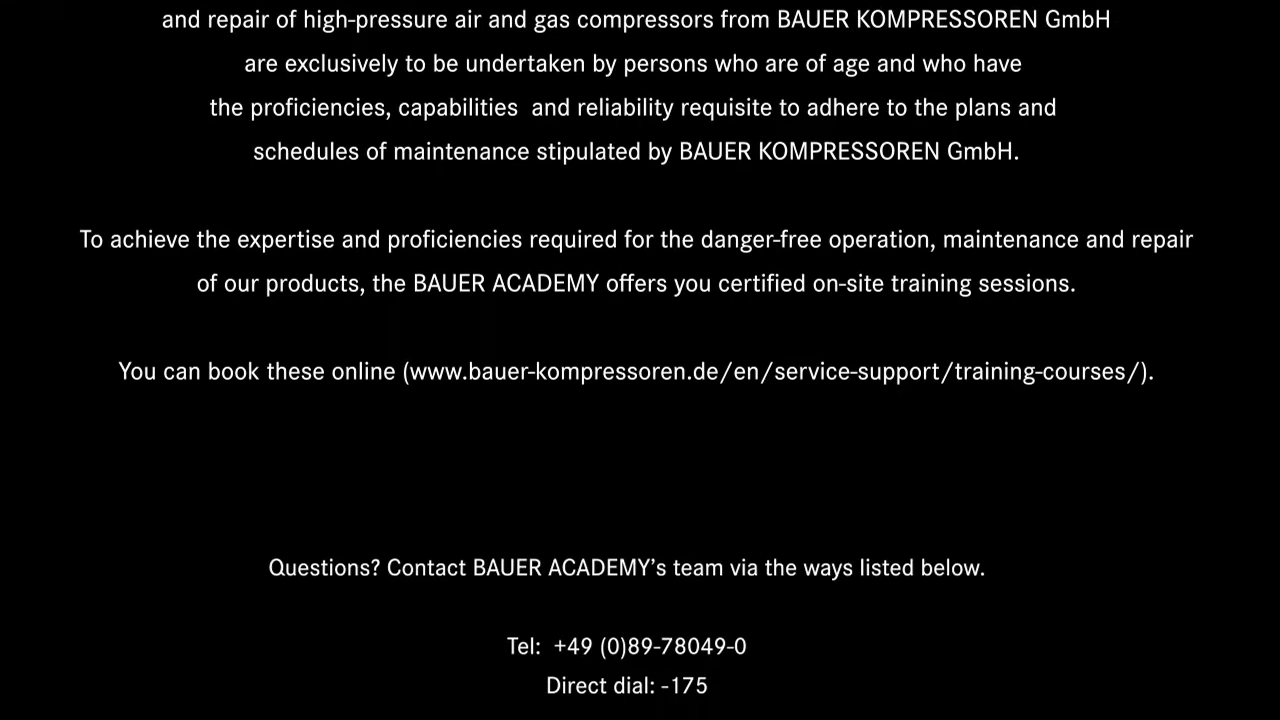 and repair of high-pressure air and gas compressors from BAUER KOMPRESSOREN GmbH
are exclusively to be undertaken by persons who are of age and who have
the proficiencies, capabilities  and reliability requisite to adhere to the plans and
schedules of maintenance stipulated by BAUER KOMPRESSOREN GmbH.
To achieve the expertise and proficiencies required for the danger-free operation, maintenance and repair
of our products, the BAUER ACADEMY offers you certified on-site training sessions.
You can book these online (www.bauer-kompressoren.de/en/service-support/training-courses/).
Questions? Contact BAUER ACADEMY’s team via the ways listed below.
Tel:  +49 (0)89-78049-0
Direct dial: -175